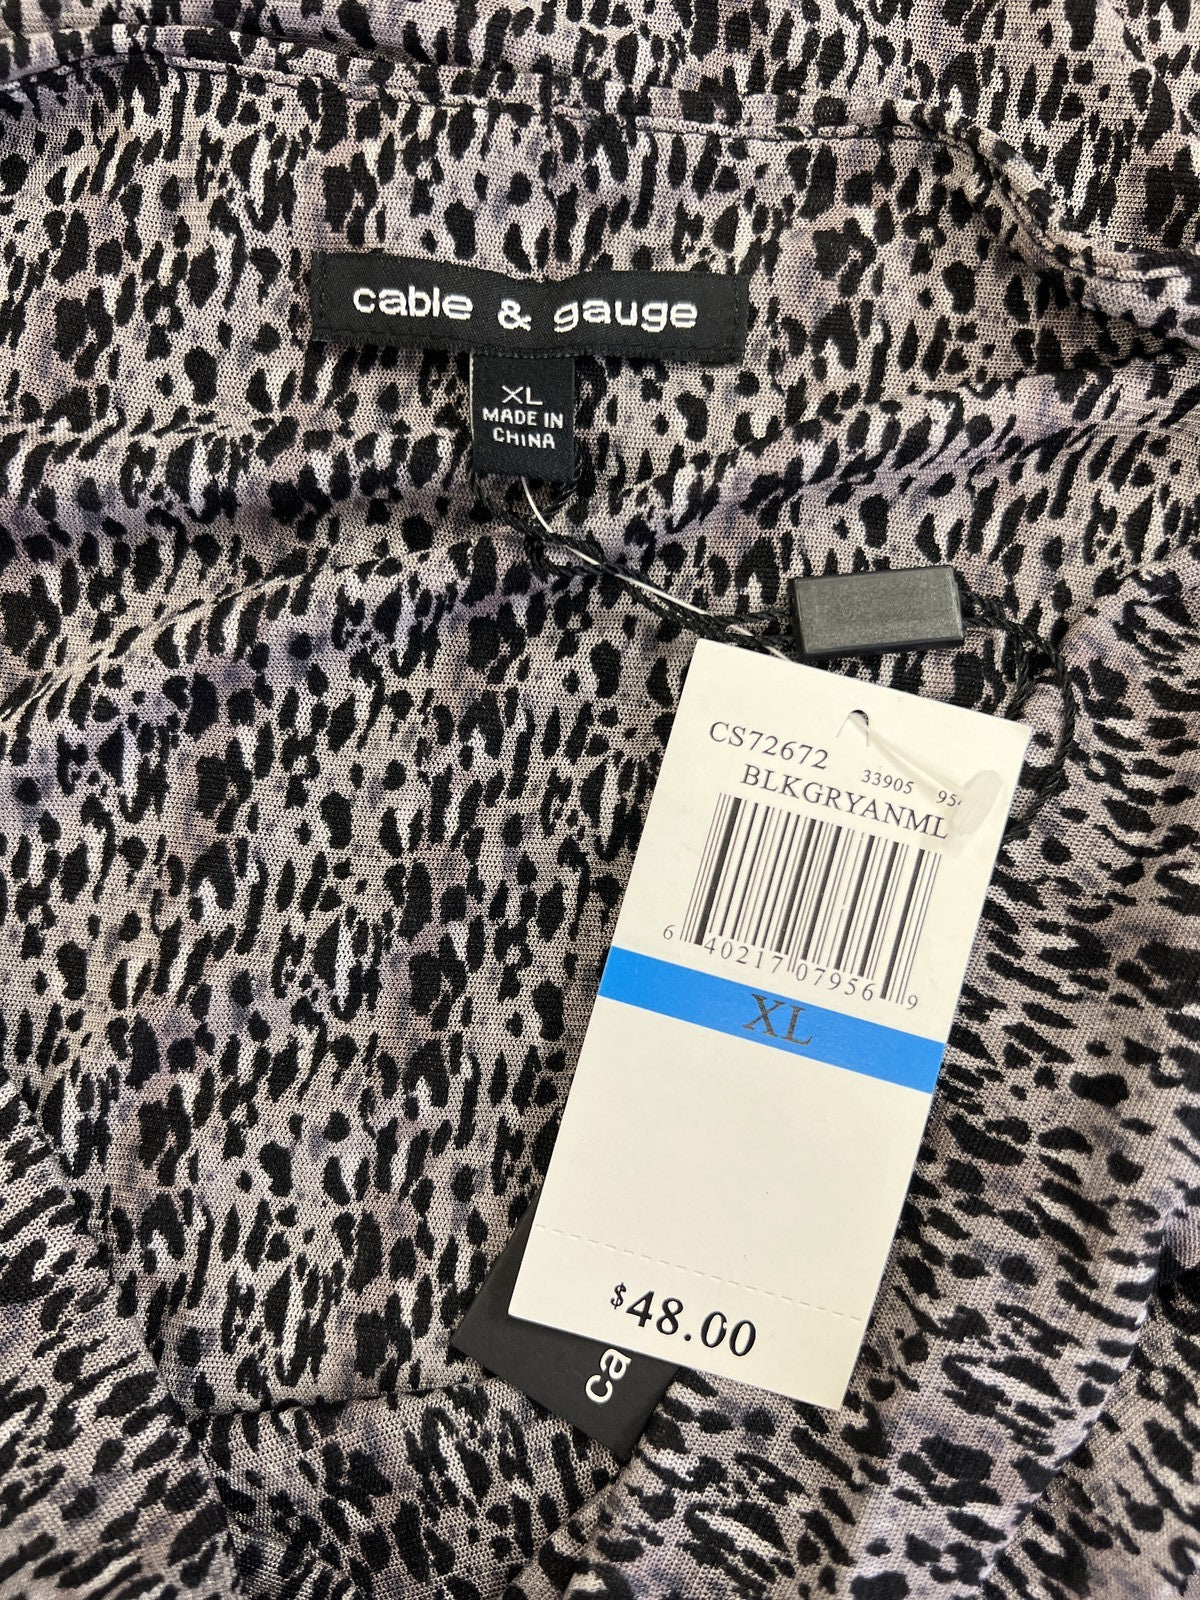 cable & gauge
XL
MADE IN
CHINA
CS72672
33905
BLKGRYANML
6 40217 07956 9
XL
$48.00
ca